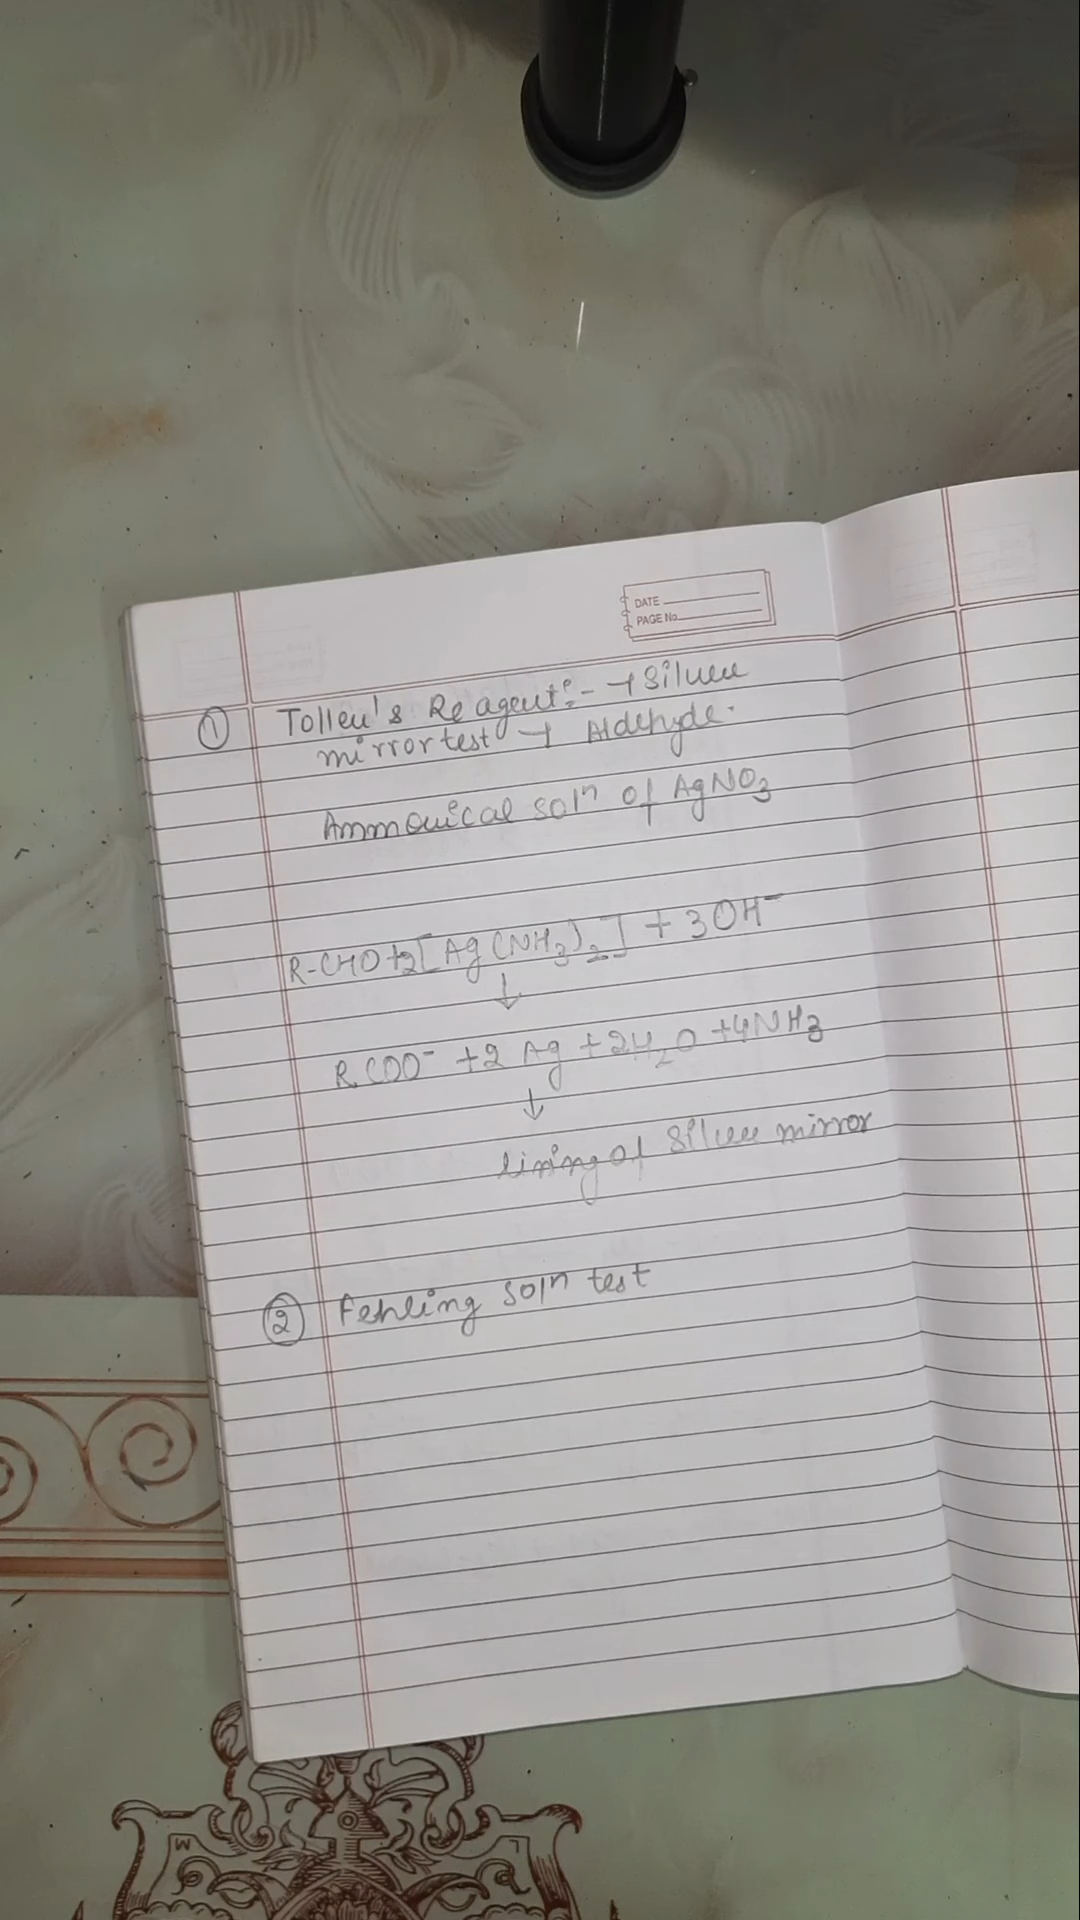 DATE
PAGE No.
① Tollen's Reagent:- → Silver
mirror test → Aldehyde.
Ammonical solⁿ of AgNO₃
R-CHO+2[Ag(NH₃)₂] + 3OH⁻
↓
RCOO⁻ +2 Ag +2H₂O +4NH₃
↓
lining of Silver mirror
② Fehling solⁿ test
M
L